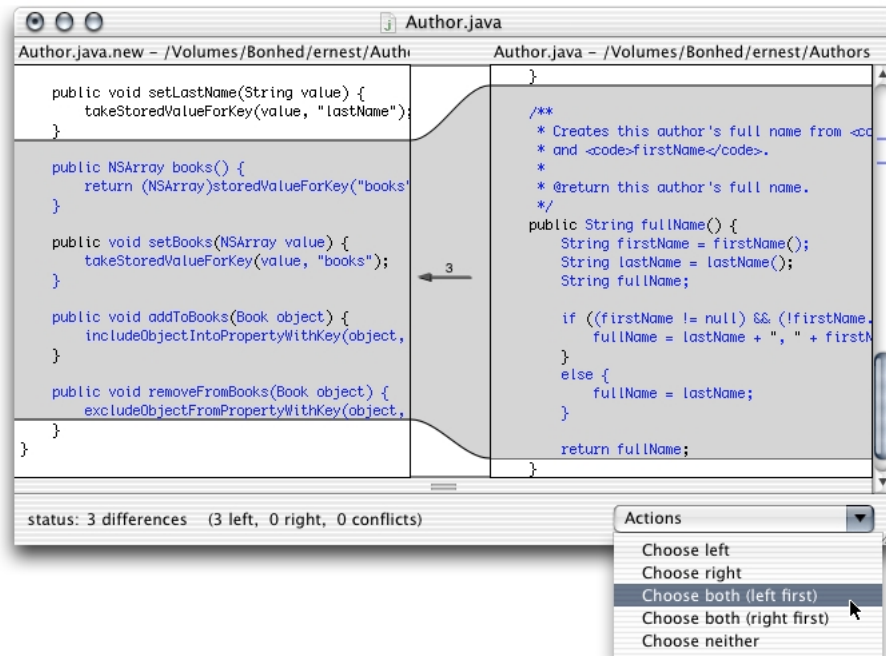 Author.java
Author.java.new – /Volumes/Bonhed/ernest/Auth
public void setLastName(String value) {
takeStoredValueForKey(value, "lastName");
}
public NSArray books() {
return (NSArray)storedValueForKey("books"
}
public void setBooks(NSArray value) {
takeStoredValueForKey(value, "books");
}
public void addToBooks(Book object) {
includeObjectIntoPropertyWithKey(object,
}
public void removeFromBooks(Book object) {
excludeObjectFromPropertyWithKey(object,
}
}
3
Author.java – /Volumes/Bonhed/ernest/Authors
}
/**
* Creates this author's full name from <co
* and <code>firstName</code>.
*
* @return this author's full name.
*/
public String fullName() {
String firstName = firstName();
String lastName = lastName();
String fullName;
if ((firstName != null) && (!firstName.
fullName = lastName + ", " + firstN
}
else {
fullName = lastName;
}
return fullName;
}
status: 3 differences (3 left, 0 right, 0 conflicts)
Actions
Choose left
Choose right
Choose both (left first)
Choose both (right first)
Choose neither